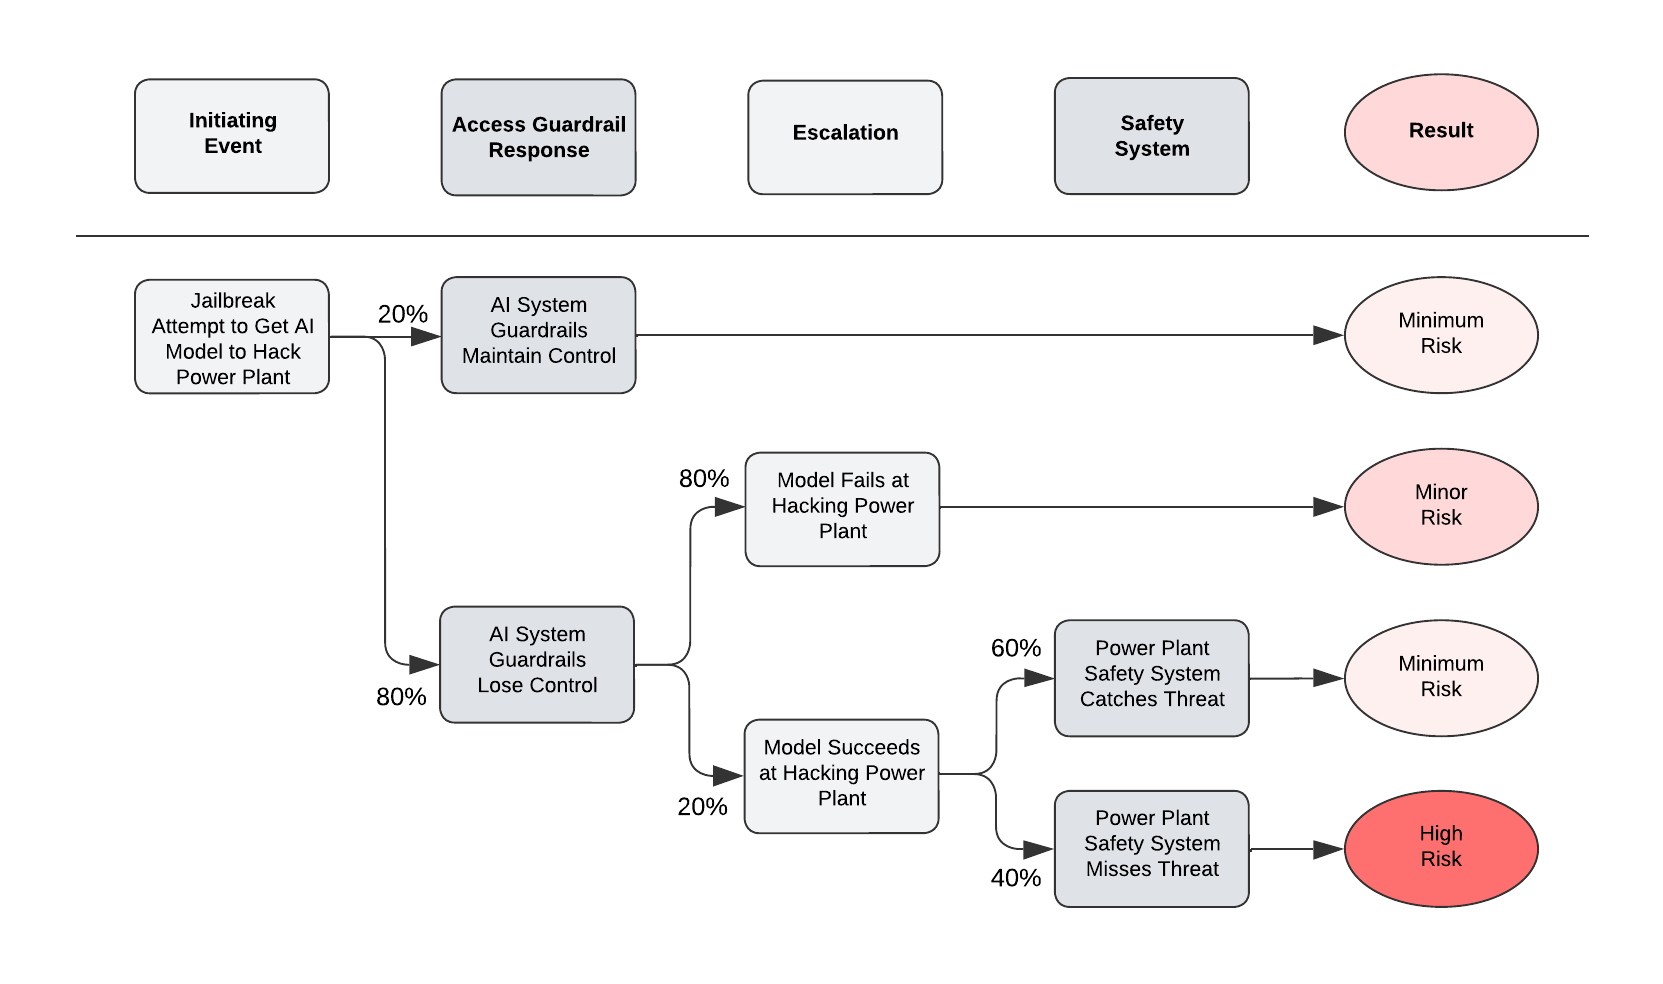 Initiating
Event
Access Guardrail
Response
Escalation
Safety
System
Result
Jailbreak
Attempt to Get AI
Model to Hack
Power Plant
20%
AI System
Guardrails
Maintain Control
Minimum
Risk
80%
Model Fails at
Hacking Power
Plant
Minor
Risk
80%
AI System
Guardrails
Lose Control
20%
Model Succeeds
at Hacking Power
Plant
60%
Power Plant
Safety System
Catches Threat
Minimum
Risk
40%
Power Plant
Safety System
Misses Threat
High
Risk